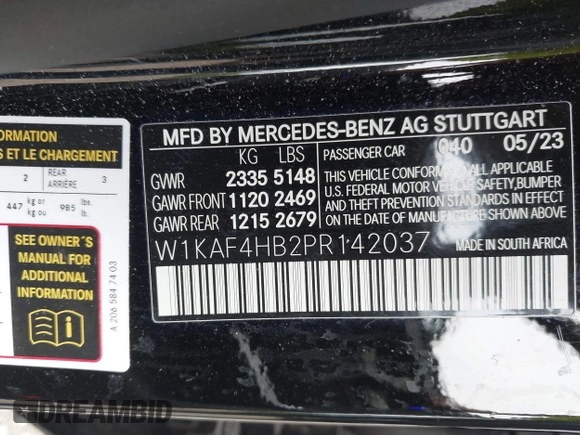 ORMATION
S ET LE CHARGEMENT
2 REAR ARRIÈRE 3
447 kg or kg ou 985 lbs. lb.
SEE OWNER'S
MANUAL FOR
ADDITIONAL
INFORMATION
A 206 584 74 03
MFD BY MERCEDES-BENZ AG STUTTGART
KG LBS
GVWR 2335 5148
GAWR FRONT 1120 2469
GAWR REAR 1215 2679
PASSENGER CAR 040 05/23
THIS VEHICLE CONFORMS TO ALL APPLICABLE
U.S. FEDERAL MOTOR VEHICLE SAFETY, BUMPER
AND THEFT PREVENTION STANDARDS IN
EFFECT ON THE DATE OF MANUFACTURE
SHOWN ABOVE.
W1KAF4HB2PR142037
MADE IN SOUTH AFRICA
DREAMBID